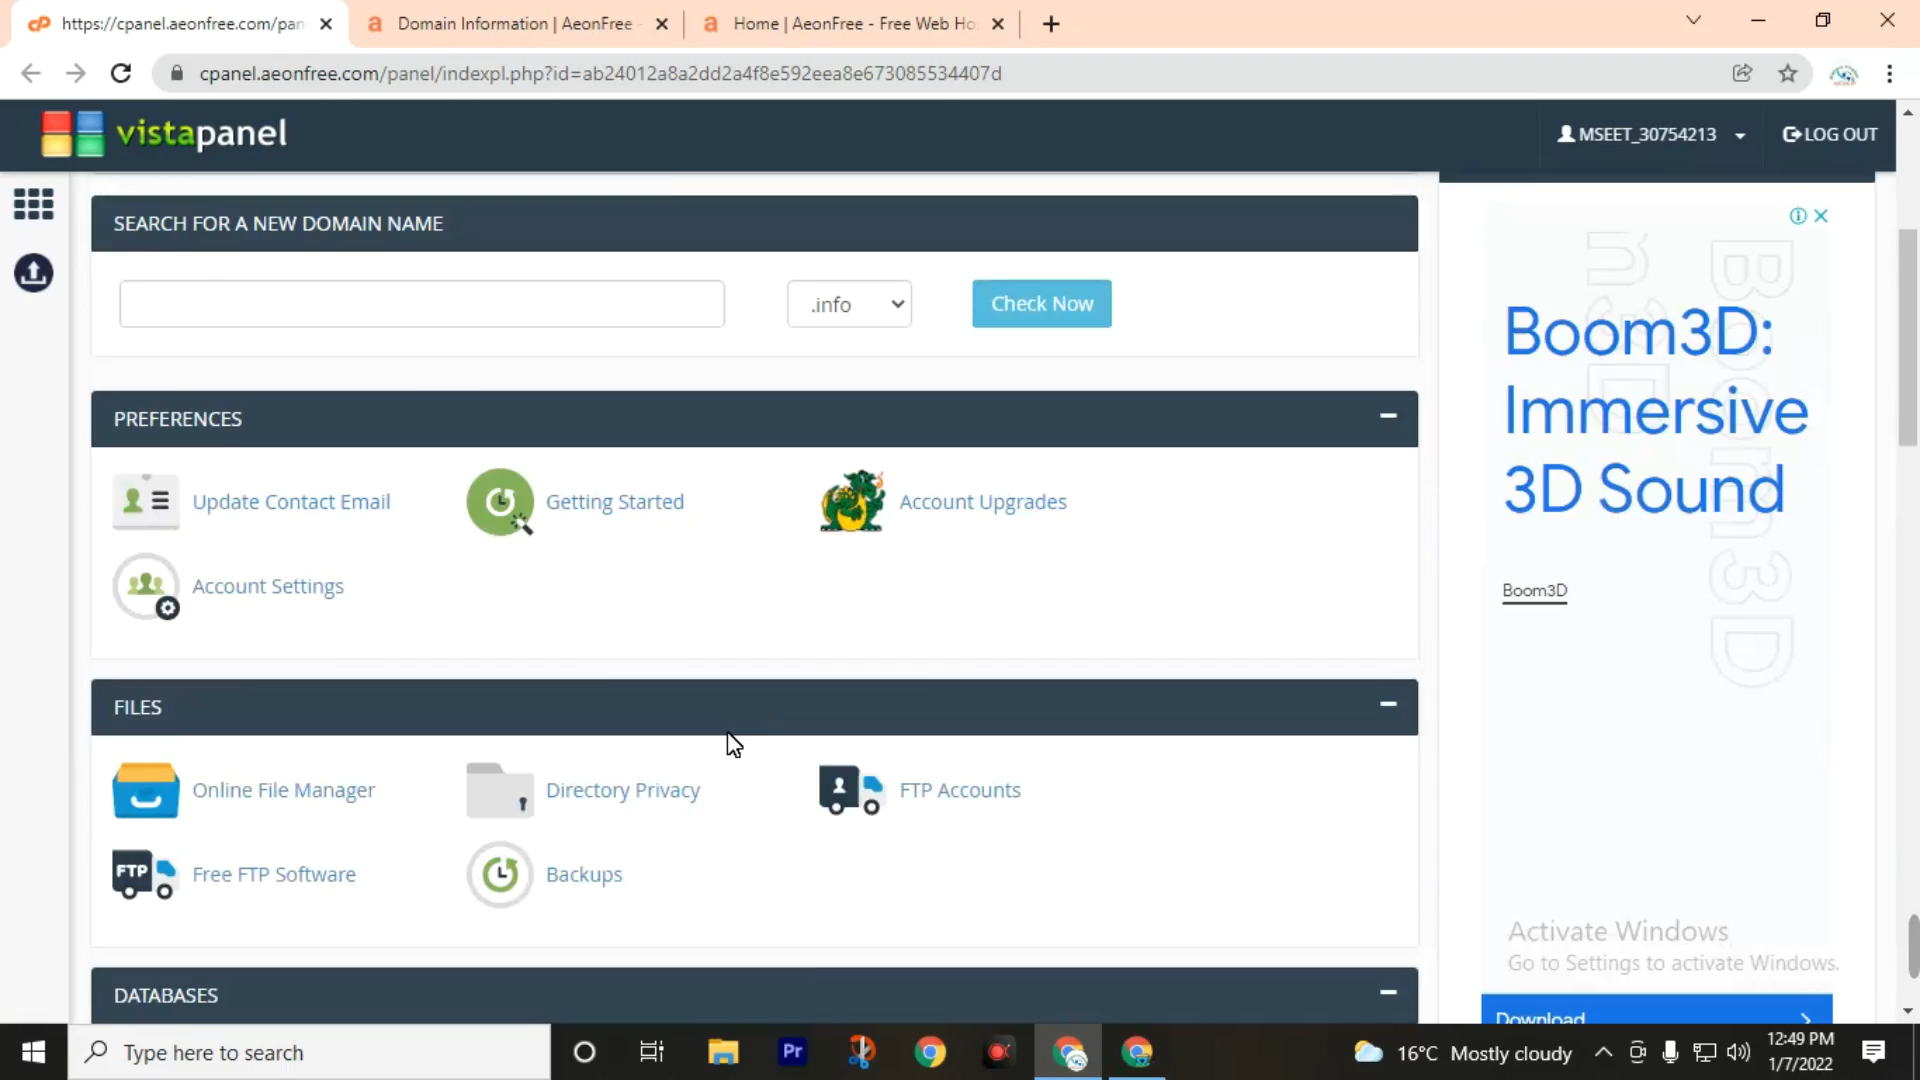 https://cpanel.aeonfree.com/pan
Domain Information | AeonFree -
Home | AeonFree - Free Web Ho
cpanel.aeonfree.com/panel/indexpl.php?id=ab24012a8a2dd2a4f8e592eea8e673085534407d
vistapanel
MSEET_30754213
LOG OUT
SEARCH FOR A NEW DOMAIN NAME
.info
Check Now
PREFERENCES
Update Contact Email
Getting Started
Account Upgrades
Account Settings
FILES
Online File Manager
Directory Privacy
FTP Accounts
FTP
Free FTP Software
Backups
DATABASES
Boom3D:
Immersive
3D Sound
Boom3D
Boom3D
Activate Windows
Go to Settings to activate Windows.
Download
Type here to search
Pr
16°C Mostly cloudy
12:49 PM
1/7/2022